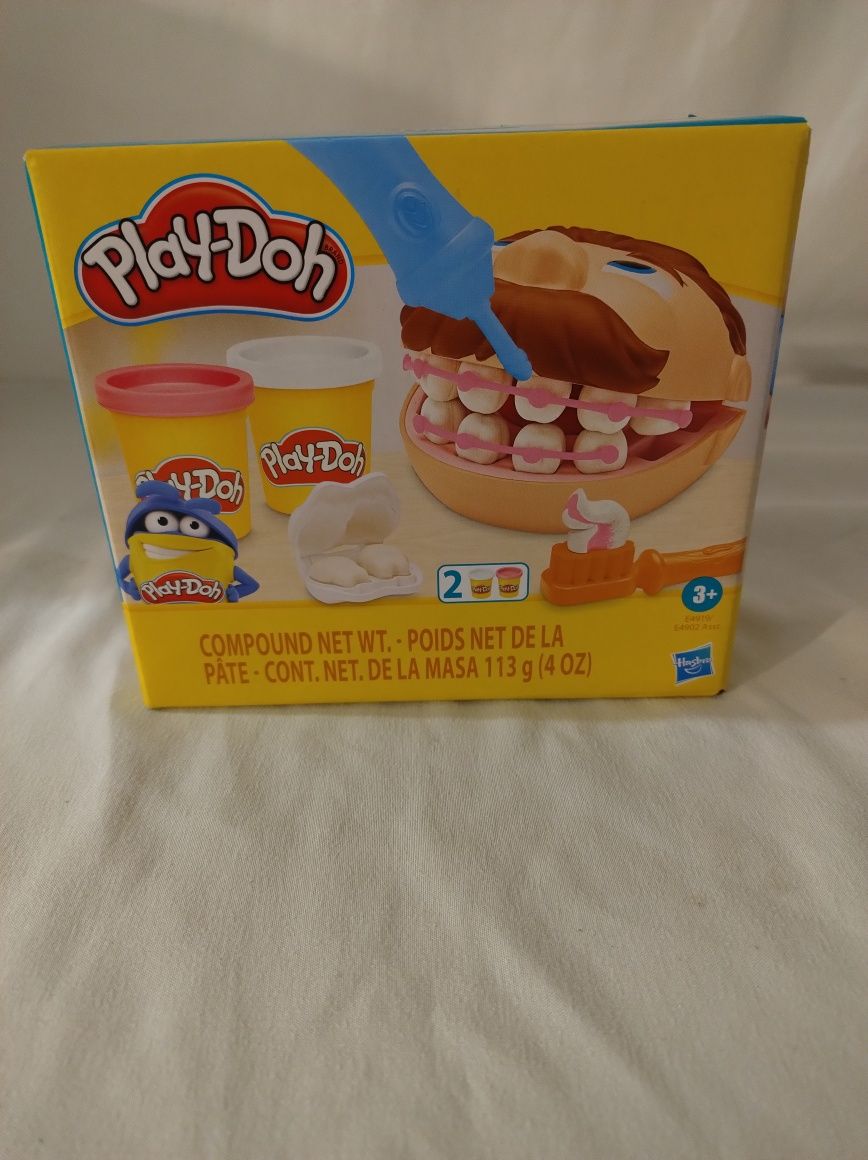 PLAY-DOH
BRAND
PLAY-DOH
PLAY-DOH
PLAY-DOH
2
3+
E4919/
E4902 Asst.
COMPOUND NET WT. - POIDS NET DE LA
PÂTE - CONT. NET. DE LA MASA 113 g (4 OZ)
Hasbro